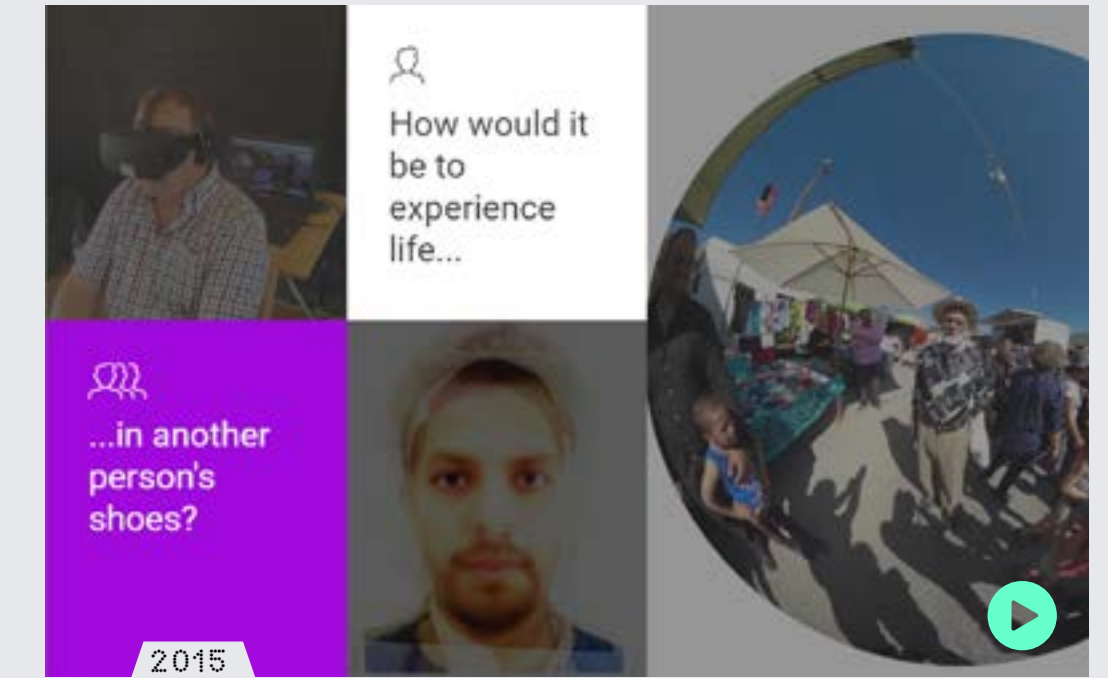 How would it
be to
experience
life...
...in another
person's
shoes?
2015